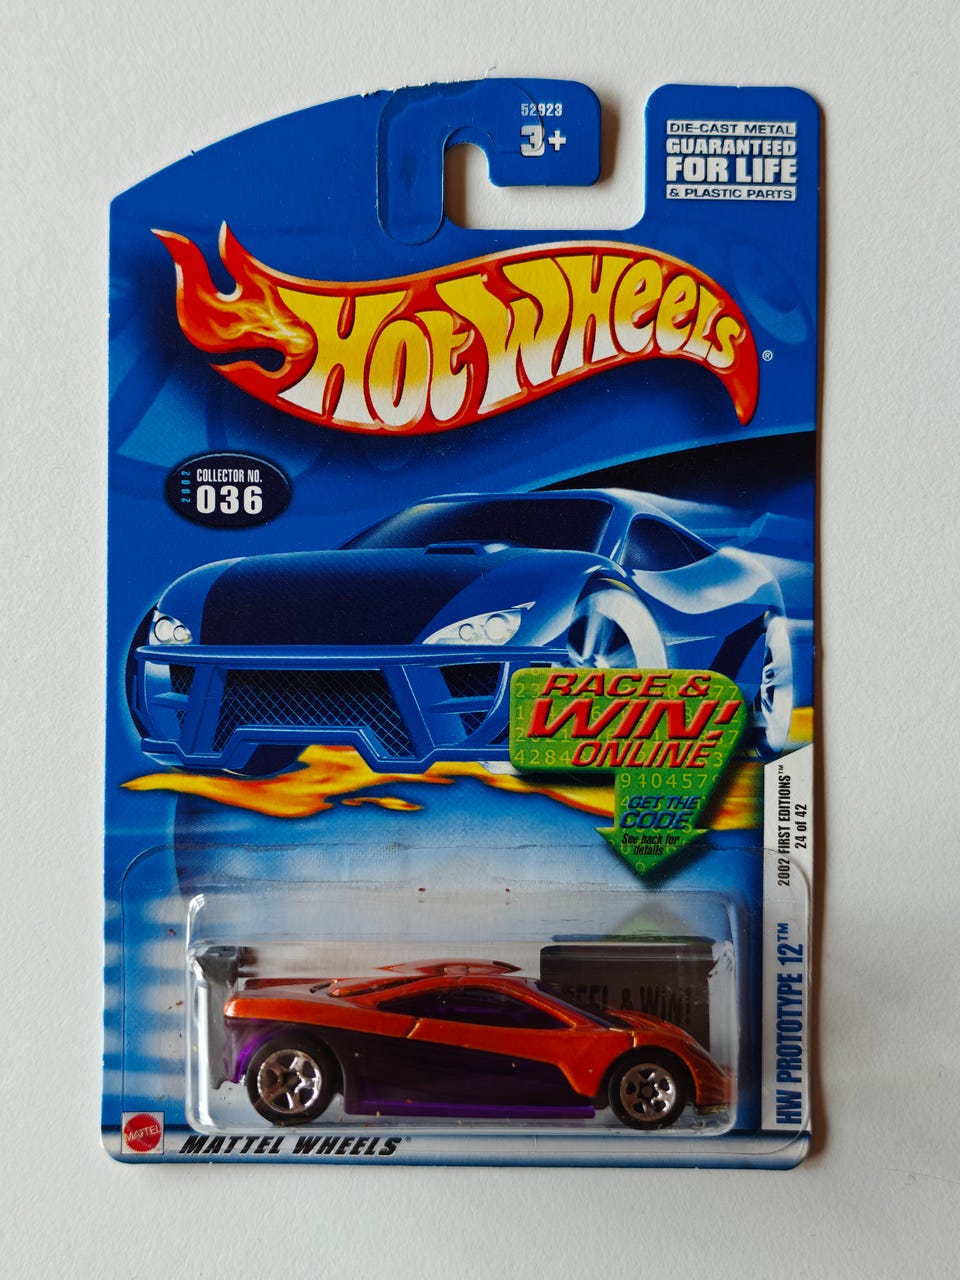 52923
3+
DIE-CAST METAL
GUARANTEED
FOR LIFE
& PLASTIC PARTS
HOT WHEELS®
2002
COLLECTOR NO.
036
RACE &
WIN!
ONLINE
GET THE
CODE
See back for
details
2002 FIRST EDITIONS™
24 of 42
HW PROTOTYPE 12™
& WiN!
MATTEL
MATTEL WHEELS®